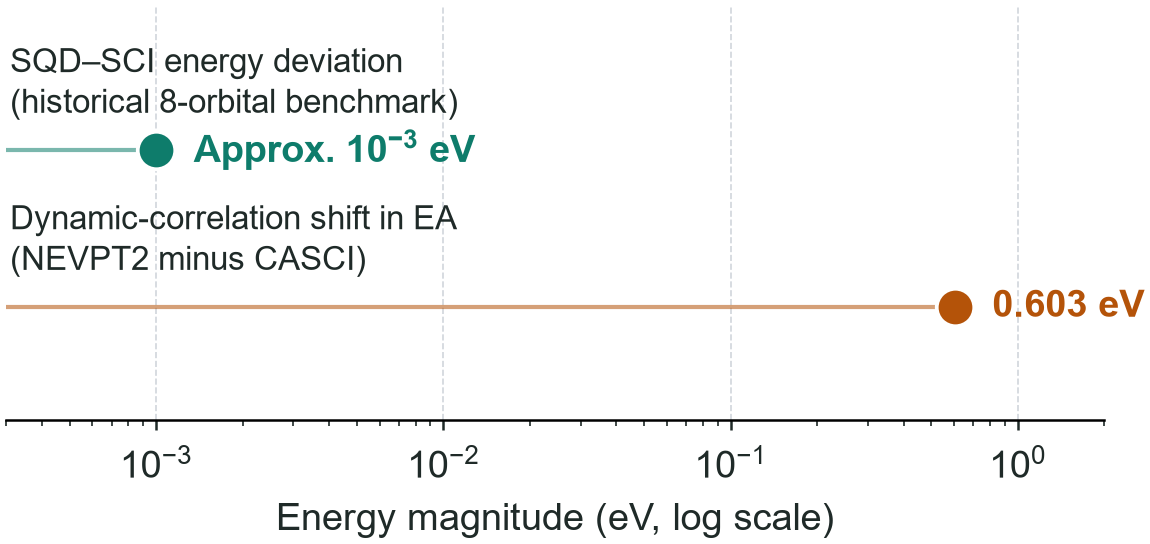 SQD–SCI energy deviation
(historical 8-orbital benchmark)
Approx. 10⁻³ eV
Dynamic-correlation shift in EA
(NEVPT2 minus CASCI)
0.603 eV
10⁻³ 10⁻² 10⁻¹ 10⁰
Energy magnitude (eV, log scale)